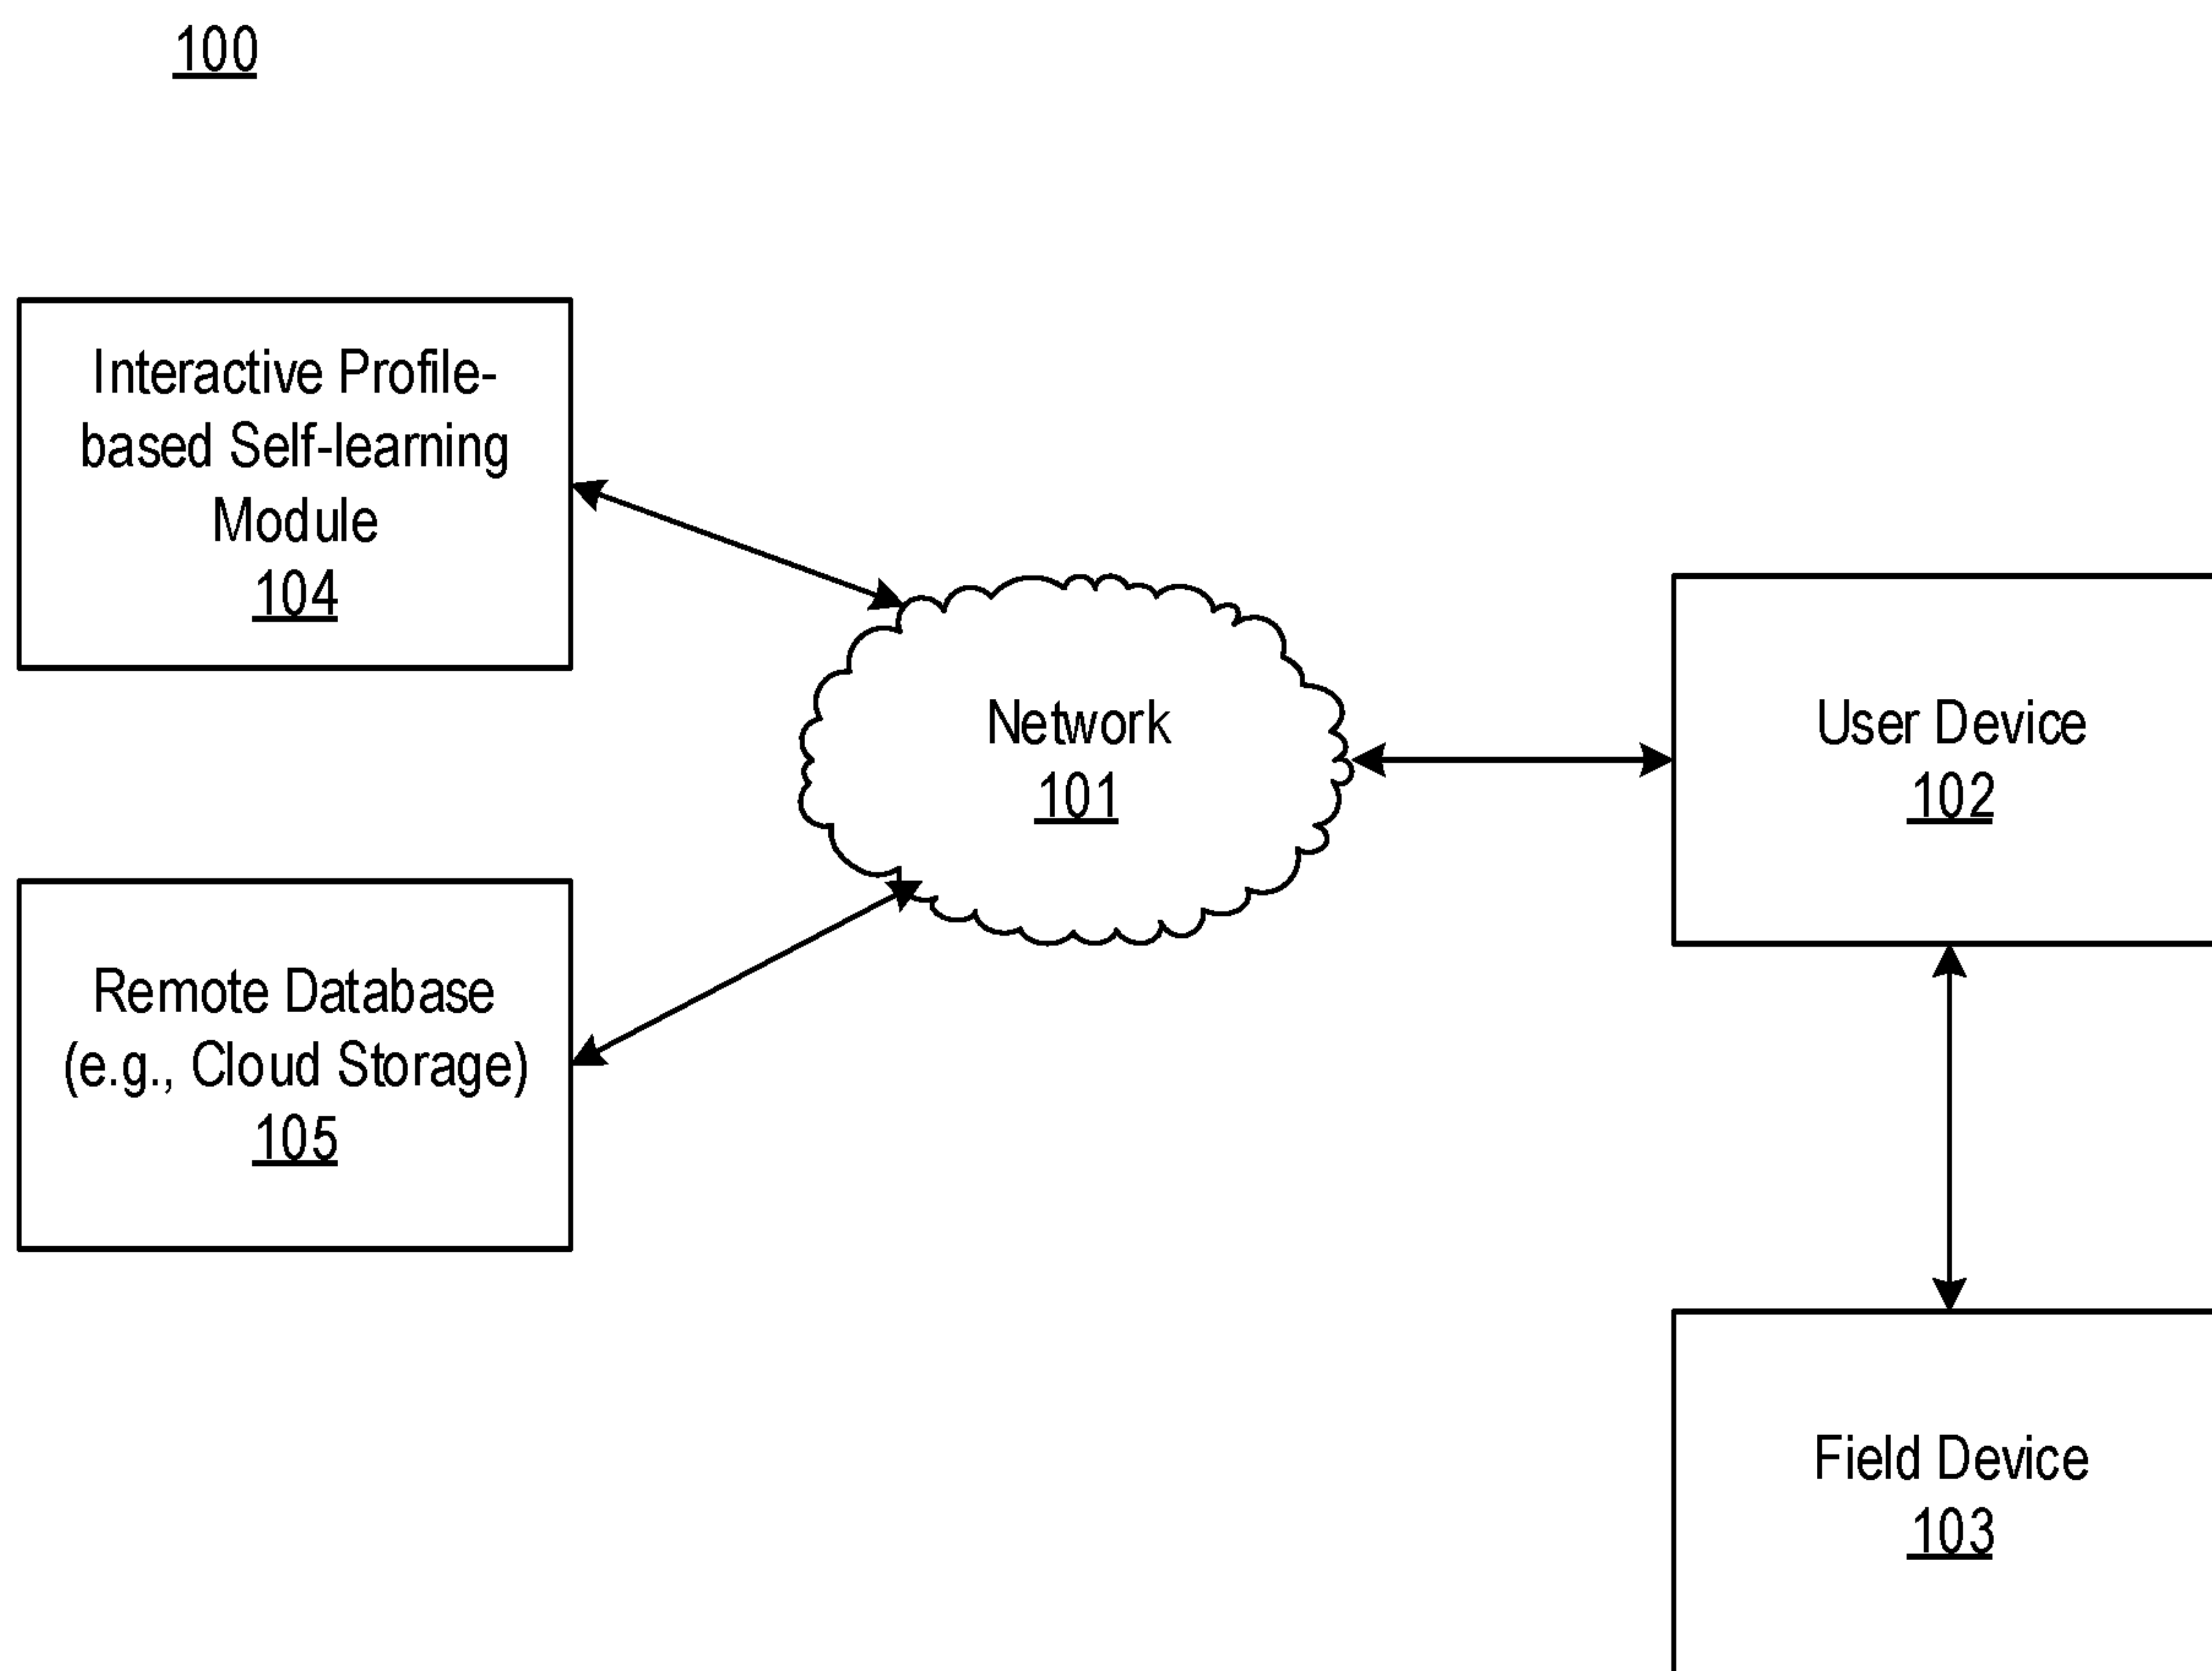 100
Interactive Profile-
based Self-learning
Module
104
Network
101
User Device
102
Remote Database
(e.g., Cloud Storage)
105
Field Device
103